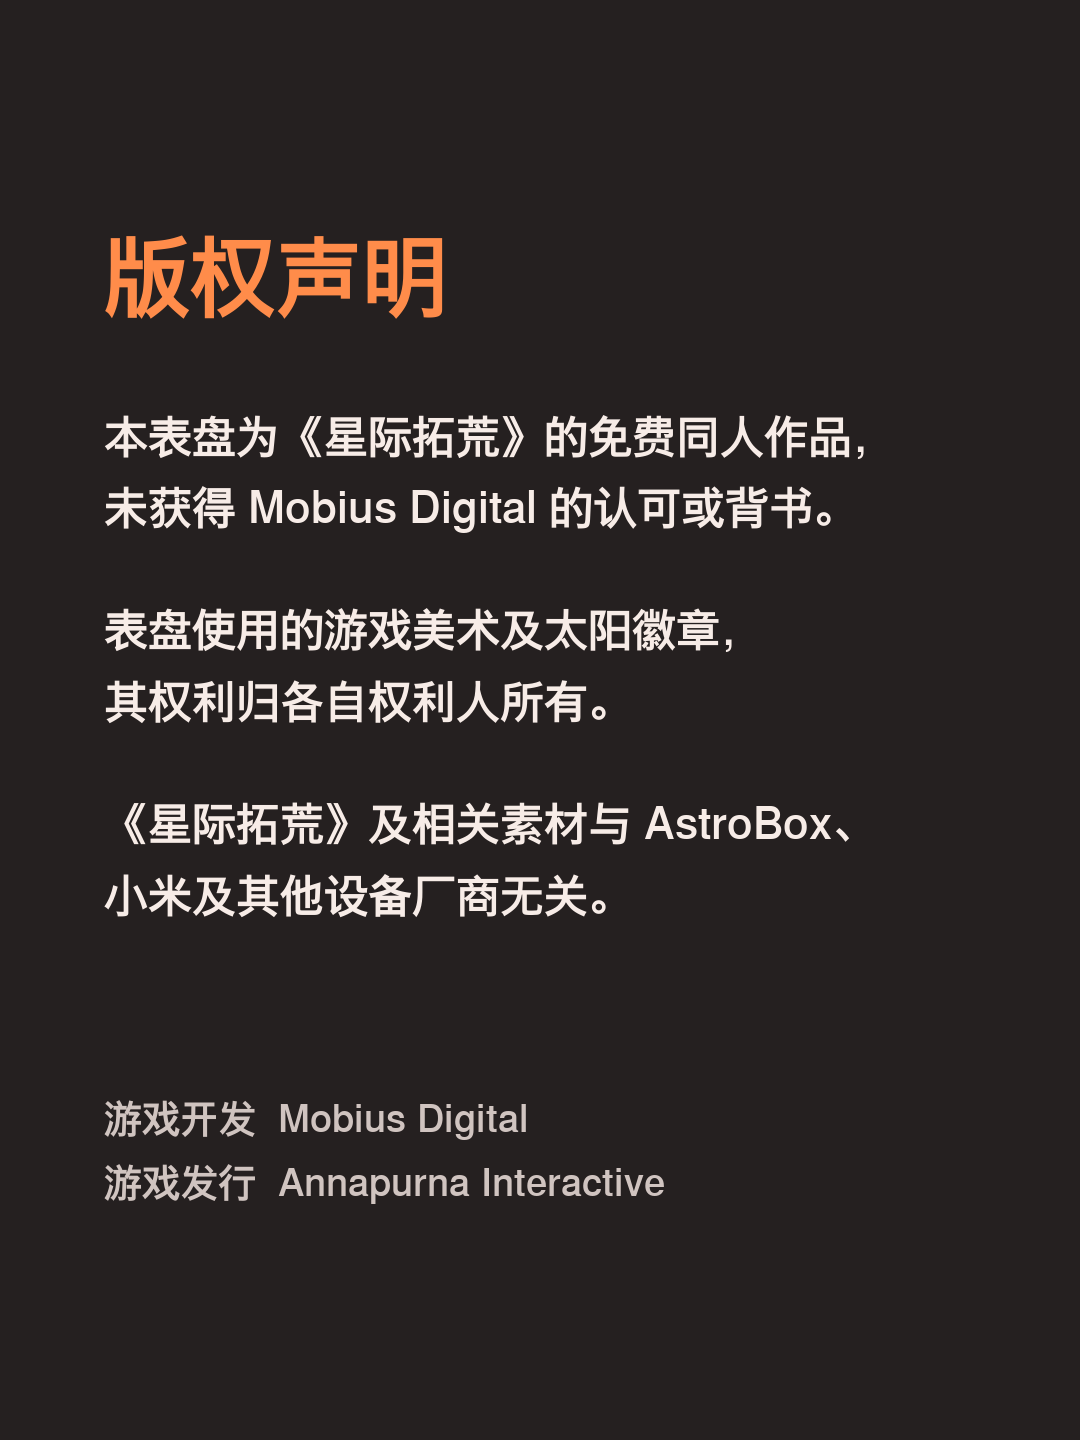 版权声明
本表盘为《星际拓荒》的免费同人作品，
未获得 Mobius Digital 的认可或背书。
表盘使用的游戏美术及太阳徽章，
其权利归各自权利人所有。
《星际拓荒》及相关素材与 AstroBox、
小米及其他设备厂商无关。
游戏开发 Mobius Digital
游戏发行 Annapurna Interactive